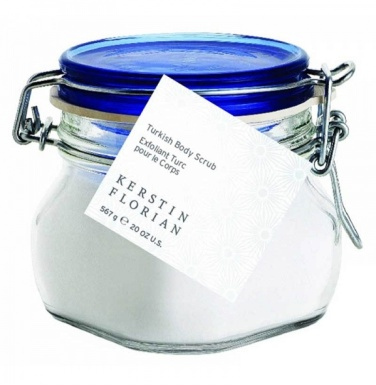 Turkish Body Scrub
Exfoliant Turc
pour le Corps
KERSTIN
FLORIAN
567 g ℮ 20 OZ U.S.